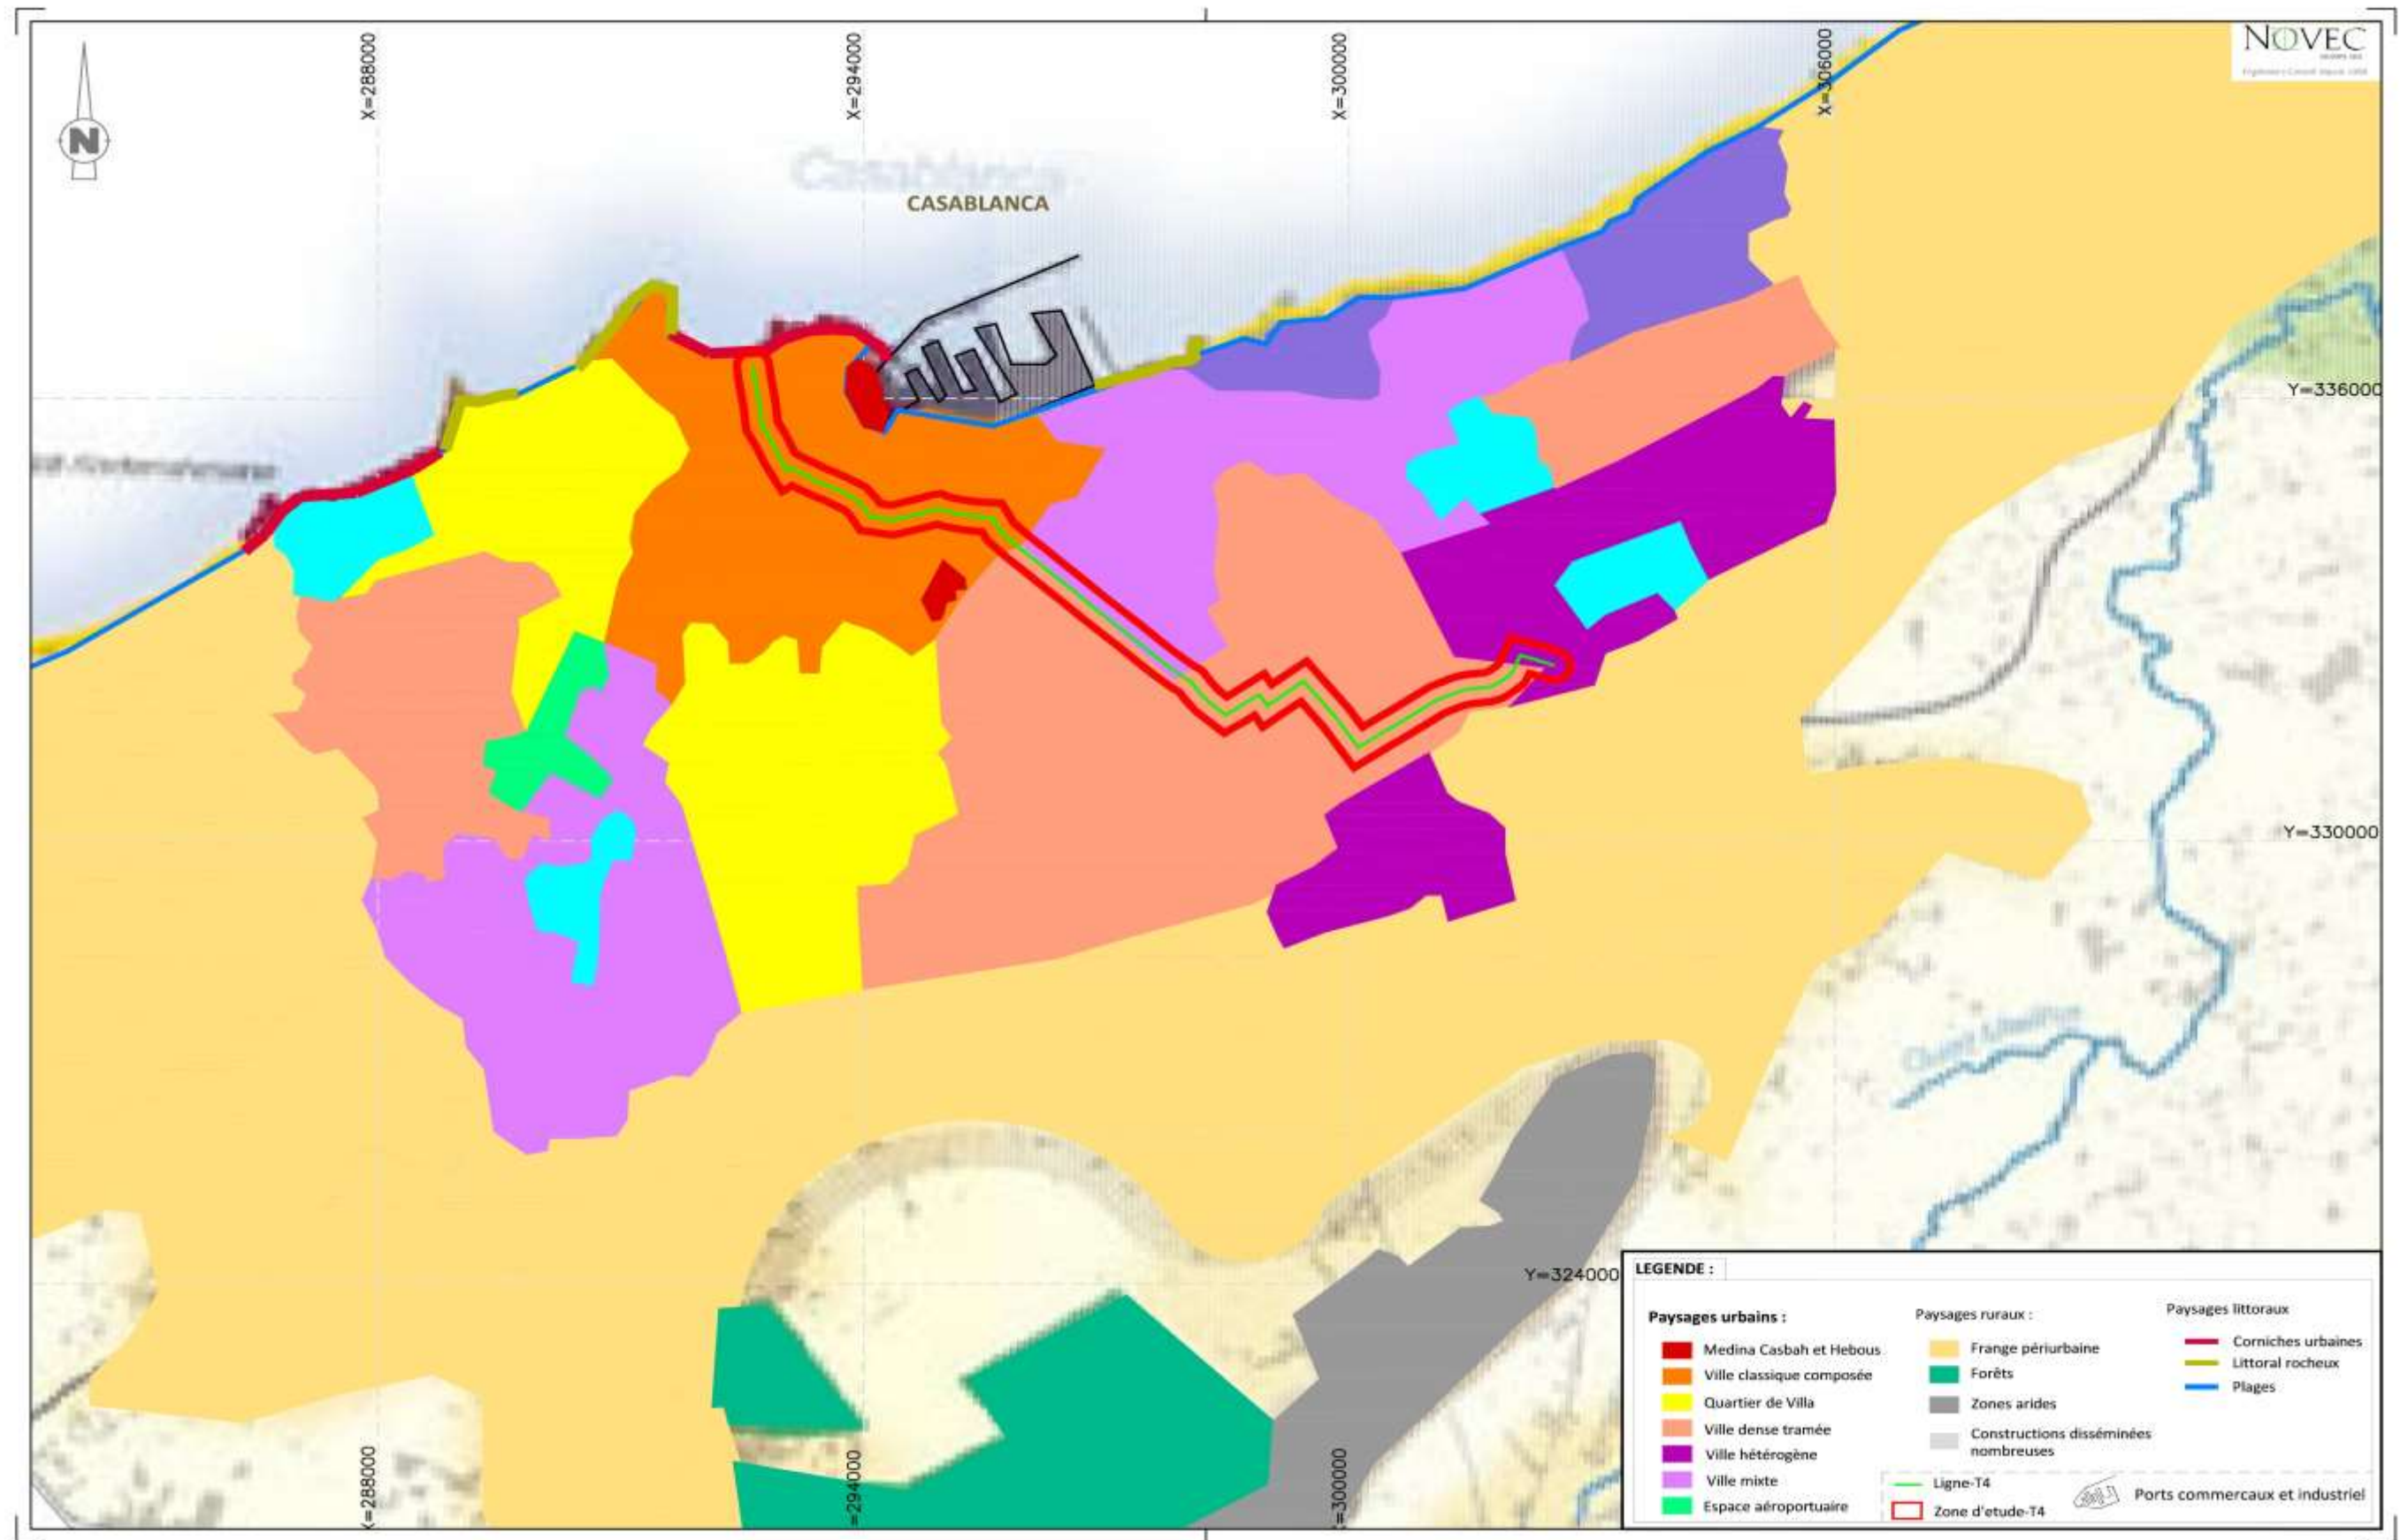 NOVEC
X=288000
X=294000
X=300000
X=306000
N
Casablanca
CASABLANCA
Y=336000
Y=330000
Y=324000
X=288000
X=294000
X=300000
LEGENDE :
Paysages urbains :
Medina Casbah et Hebous
Ville classique composée
Quartier de Villa
Ville dense tramée
Ville hétérogène
Ville mixte
Espace aéroportuaire
Paysages ruraux :
Frange périurbaine
Forêts
Zones arides
Constructions disséminées
nombreuses
Ligne-T4
Zone d'etude-T4
Paysages littoraux
Corniches urbaines
Littoral rocheux
Plages
Ports commercaux et industriel